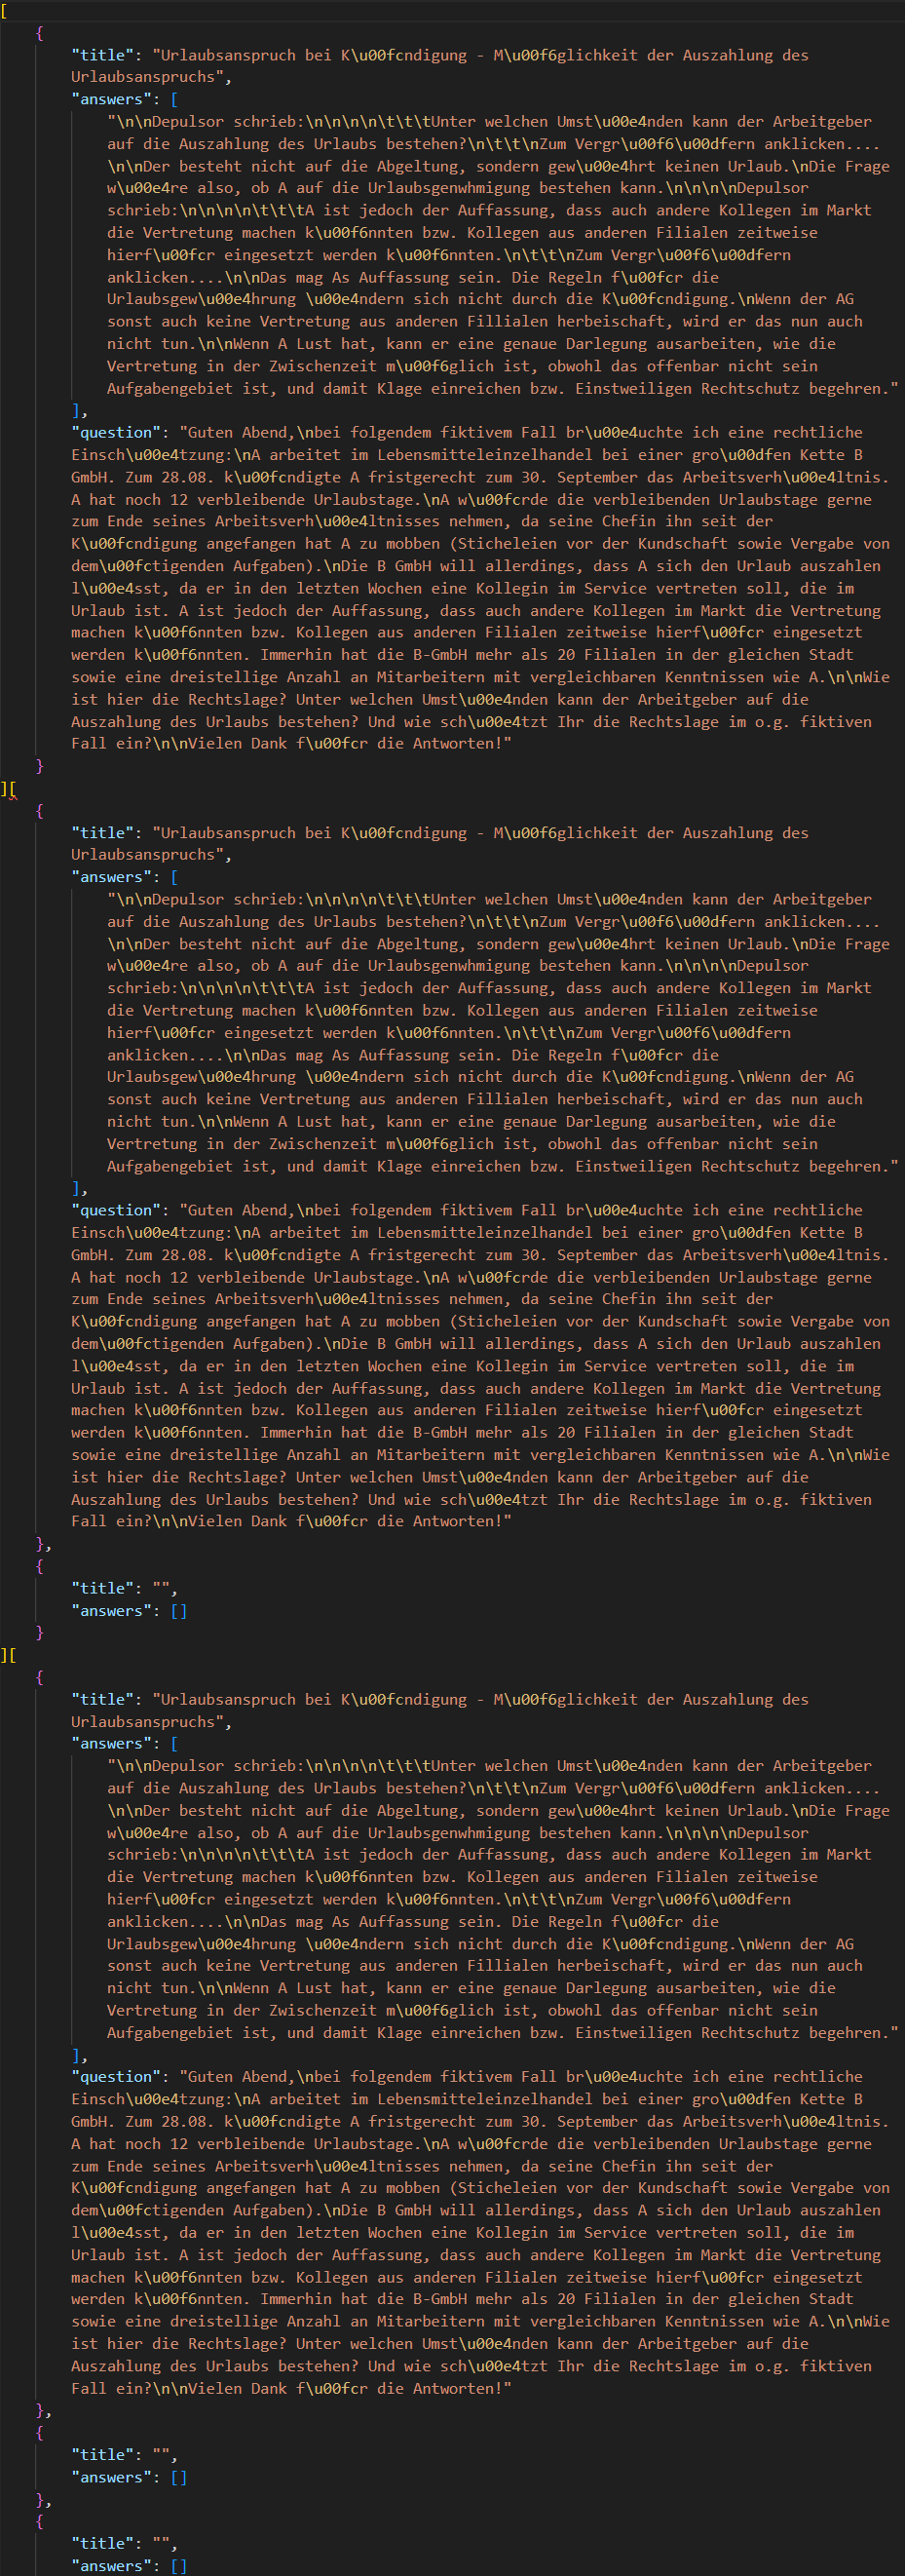 [
{
"title": "Urlaubsanspruch bei K\u00fcndigung - M\u00f6glichkeit der Auszahlung des
Urlaubsanspruchs",
"answers": [
"\n\nDepulsor schrieb:\n\n\n\n\t\t\tUnter welchen Umst\u00e4nden kann der Arbeitgeber
auf die Auszahlung des Urlaubs bestehen?\n\t\t\nZum Vergr\u00f6\u00dfern anklicken....
\n\nDer besteht nicht auf die Abgeltung, sondern gew\u00e4hrt keinen Urlaub.\nDie Frage
w\u00e4re also, ob A auf die Urlaubsgenwhmigung bestehen kann.\n\n\n\nDepulsor
schrieb:\n\n\n\n\t\t\tA ist jedoch der Auffassung, dass auch andere Kollegen im Markt
die Vertretung machen k\u00f6nnten bzw. Kollegen aus anderen Filialen zeitweise
hierf\u00fcr eingesetzt werden k\u00f6nnten.\n\t\t\nZum Vergr\u00f6\u00dfern
anklicken....\n\nDas mag As Auffassung sein. Die Regeln f\u00fcr die
Urlaubsgew\u00e4hrung \u00e4ndern sich nicht durch die K\u00fcndigung.\nWenn der AG
sonst auch keine Vertretung aus anderen Fillialen herbeischaft, wird er das nun auch
nicht tun.\n\nWenn A Lust hat, kann er eine genaue Darlegung ausarbeiten, wie die
Vertretung in der Zwischenzeit m\u00f6glich ist, obwohl das offenbar nicht sein
Aufgabengebiet ist, und damit Klage einreichen bzw. Einstweiligen Rechtschutz begehren."
],
"question": "Guten Abend,\nbei folgendem fiktivem Fall br\u00e4uchte ich eine rechtliche
Einsch\u00e4tzung:\nA arbeitet im Lebensmitteleinzelhandel bei einer gro\u00dfen Kette B
GmbH. Zum 28.08. k\u00fcndigte A fristgerecht zum 30. September das Arbeitsverh\u00e4ltnis.
A hat noch 12 verbleibende Urlaubstage.\nA w\u00fcrde die verbleibenden Urlaubstage gerne
zum Ende seines Arbeitsverh\u00e4ltnisses nehmen, da seine Chefin ihn seit der
K\u00fcndigung angefangen hat A zu mobben (Sticheleien vor der Kundschaft sowie Vergabe von
dem\u00fctigenden Aufgaben).\nDie B GmbH will allerdings, dass A sich den Urlaub auszahlen
l\u00e4sst, da er in den letzten Wochen eine Kollegin im Service vertreten soll, die im
Urlaub ist. A ist jedoch der Auffassung, dass auch andere Kollegen im Markt die Vertretung
machen k\u00f6nnten bzw. Kollegen aus anderen Filialen zeitweise hierf\u00fcr eingesetzt
werden k\u00f6nnten. Immerhin hat die B-GmbH mehr als 20 Filialen in der gleichen Stadt
sowie eine dreistellige Anzahl an Mitarbeitern mit vergleichbaren Kenntnissen wie A.\n\nWie
ist hier die Rechtslage? Unter welchen Umst\u00e4nden kann der Arbeitgeber auf die
Auszahlung des Urlaubs bestehen? Und wie sch\u00e4tzt Ihr die Rechtslage im o.g. fiktiven
Fall ein?\n\nVielen Dank f\u00fcr die Antworten!"
}
][
{
"title": "Urlaubsanspruch bei K\u00fcndigung - M\u00f6glichkeit der Auszahlung des
Urlaubsanspruchs",
"answers": [
"\n\nDepulsor schrieb:\n\n\n\n\t\t\tUnter welchen Umst\u00e4nden kann der Arbeitgeber
auf die Auszahlung des Urlaubs bestehen?\n\t\t\nZum Vergr\u00f6\u00dfern anklicken....
\n\nDer besteht nicht auf die Abgeltung, sondern gew\u00e4hrt keinen Urlaub.\nDie Frage
w\u00e4re also, ob A auf die Urlaubsgenwhmigung bestehen kann.\n\n\n\nDepulsor
schrieb:\n\n\n\n\t\t\tA ist jedoch der Auffassung, dass auch andere Kollegen im Markt
die Vertretung machen k\u00f6nnten bzw. Kollegen aus anderen Filialen zeitweise
hierf\u00fcr eingesetzt werden k\u00f6nnten.\n\t\t\nZum Vergr\u00f6\u00dfern
anklicken....\n\nDas mag As Auffassung sein. Die Regeln f\u00fcr die
Urlaubsgew\u00e4hrung \u00e4ndern sich nicht durch die K\u00fcndigung.\nWenn der AG
sonst auch keine Vertretung aus anderen Fillialen herbeischaft, wird er das nun auch
nicht tun.\n\nWenn A Lust hat, kann er eine genaue Darlegung ausarbeiten, wie die
Vertretung in der Zwischenzeit m\u00f6glich ist, obwohl das offenbar nicht sein
Aufgabengebiet ist, und damit Klage einreichen bzw. Einstweiligen Rechtschutz begehren."
],
"question": "Guten Abend,\nbei folgendem fiktivem Fall br\u00e4uchte ich eine rechtliche
Einsch\u00e4tzung:\nA arbeitet im Lebensmitteleinzelhandel bei einer gro\u00dfen Kette B
GmbH. Zum 28.08. k\u00fcndigte A fristgerecht zum 30. September das Arbeitsverh\u00e4ltnis.
A hat noch 12 verbleibende Urlaubstage.\nA w\u00fcrde die verbleibenden Urlaubstage gerne
zum Ende seines Arbeitsverh\u00e4ltnisses nehmen, da seine Chefin ihn seit der
K\u00fcndigung angefangen hat A zu mobben (Sticheleien vor der Kundschaft sowie Vergabe von
dem\u00fctigenden Aufgaben).\nDie B GmbH will allerdings, dass A sich den Urlaub auszahlen
l\u00e4sst, da er in den letzten Wochen eine Kollegin im Service vertreten soll, die im
Urlaub ist. A ist jedoch der Auffassung, dass auch andere Kollegen im Markt die Vertretung
machen k\u00f6nnten bzw. Kollegen aus anderen Filialen zeitweise hierf\u00fcr eingesetzt
werden k\u00f6nnten. Immerhin hat die B-GmbH mehr als 20 Filialen in der gleichen Stadt
sowie eine dreistellige Anzahl an Mitarbeitern mit vergleichbaren Kenntnissen wie A.\n\nWie
ist hier die Rechtslage? Unter welchen Umst\u00e4nden kann der Arbeitgeber auf die
Auszahlung des Urlaubs bestehen? Und wie sch\u00e4tzt Ihr die Rechtslage im o.g. fiktiven
Fall ein?\n\nVielen Dank f\u00fcr die Antworten!"
},
{
"title": "",
"answers": []
}
][
{
"title": "Urlaubsanspruch bei K\u00fcndigung - M\u00f6glichkeit der Auszahlung des
Urlaubsanspruchs",
"answers": [
"\n\nDepulsor schrieb:\n\n\n\n\t\t\tUnter welchen Umst\u00e4nden kann der Arbeitgeber
auf die Auszahlung des Urlaubs bestehen?\n\t\t\nZum Vergr\u00f6\u00dfern anklicken....
\n\nDer besteht nicht auf die Abgeltung, sondern gew\u00e4hrt keinen Urlaub.\nDie Frage
w\u00e4re also, ob A auf die Urlaubsgenwhmigung bestehen kann.\n\n\n\nDepulsor
schrieb:\n\n\n\n\t\t\tA ist jedoch der Auffassung, dass auch andere Kollegen im Markt
die Vertretung machen k\u00f6nnten bzw. Kollegen aus anderen Filialen zeitweise
hierf\u00fcr eingesetzt werden k\u00f6nnten.\n\t\t\nZum Vergr\u00f6\u00dfern
anklicken....\n\nDas mag As Auffassung sein. Die Regeln f\u00fcr die
Urlaubsgew\u00e4hrung \u00e4ndern sich nicht durch die K\u00fcndigung.\nWenn der AG
sonst auch keine Vertretung aus anderen Fillialen herbeischaft, wird er das nun auch
nicht tun.\n\nWenn A Lust hat, kann er eine genaue Darlegung ausarbeiten, wie die
Vertretung in der Zwischenzeit m\u00f6glich ist, obwohl das offenbar nicht sein
Aufgabengebiet ist, und damit Klage einreichen bzw. Einstweiligen Rechtschutz begehren."
],
"question": "Guten Abend,\nbei folgendem fiktivem Fall br\u00e4uchte ich eine rechtliche
Einsch\u00e4tzung:\nA arbeitet im Lebensmitteleinzelhandel bei einer gro\u00dfen Kette B
GmbH. Zum 28.08. k\u00fcndigte A fristgerecht zum 30. September das Arbeitsverh\u00e4ltnis.
A hat noch 12 verbleibende Urlaubstage.\nA w\u00fcrde die verbleibenden Urlaubstage gerne
zum Ende seines Arbeitsverh\u00e4ltnisses nehmen, da seine Chefin ihn seit der
K\u00fcndigung angefangen hat A zu mobben (Sticheleien vor der Kundschaft sowie Vergabe von
dem\u00fctigenden Aufgaben).\nDie B GmbH will allerdings, dass A sich den Urlaub auszahlen
l\u00e4sst, da er in den letzten Wochen eine Kollegin im Service vertreten soll, die im
Urlaub ist. A ist jedoch der Auffassung, dass auch andere Kollegen im Markt die Vertretung
machen k\u00f6nnten bzw. Kollegen aus anderen Filialen zeitweise hierf\u00fcr eingesetzt
werden k\u00f6nnten. Immerhin hat die B-GmbH mehr als 20 Filialen in der gleichen Stadt
sowie eine dreistellige Anzahl an Mitarbeitern mit vergleichbaren Kenntnissen wie A.\n\nWie
ist hier die Rechtslage? Unter welchen Umst\u00e4nden kann der Arbeitgeber auf die
Auszahlung des Urlaubs bestehen? Und wie sch\u00e4tzt Ihr die Rechtslage im o.g. fiktiven
Fall ein?\n\nVielen Dank f\u00fcr die Antworten!"
},
{
"title": "",
"answers": []
},
{
"title": "",
"answers": []